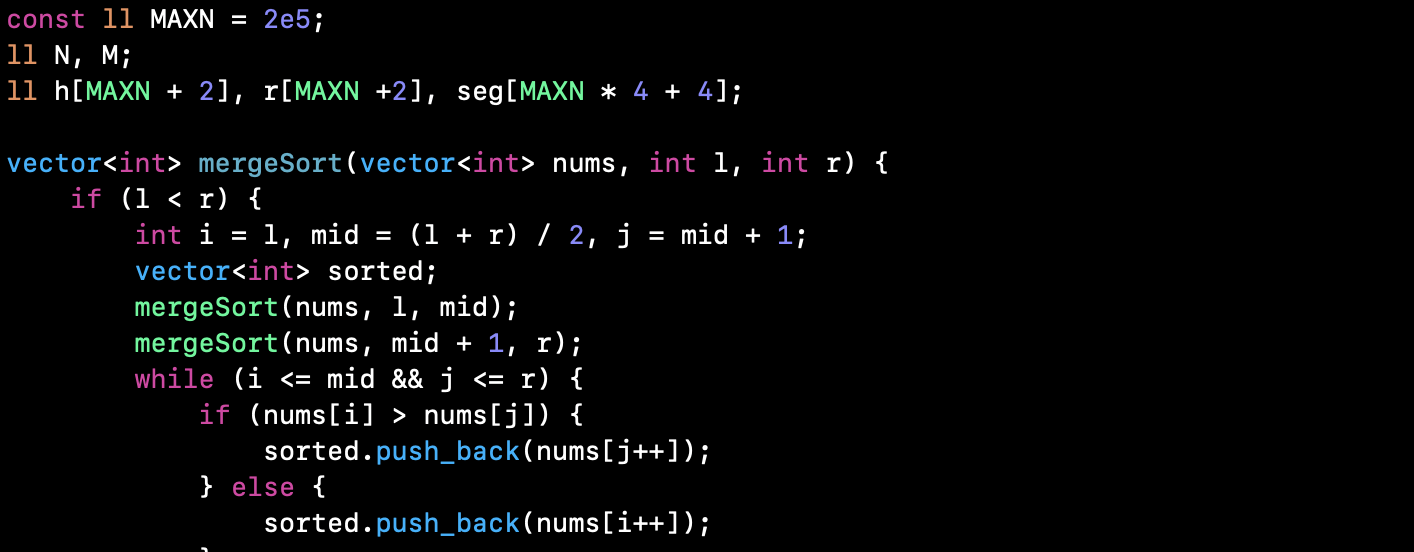 const ll MAXN = 2e5;
ll N, M;
ll h[MAXN + 2], r[MAXN +2], seg[MAXN * 4 + 4];

vector<int> mergeSort(vector<int> nums, int l, int r) {
    if (l < r) {
        int i = l, mid = (l + r) / 2, j = mid + 1;
        vector<int> sorted;
        mergeSort(nums, l, mid);
        mergeSort(nums, mid + 1, r);
        while (i <= mid && j <= r) {
            if (nums[i] > nums[j]) {
                sorted.push_back(nums[j++]);
            } else {
                sorted.push_back(nums[i++]);
            }